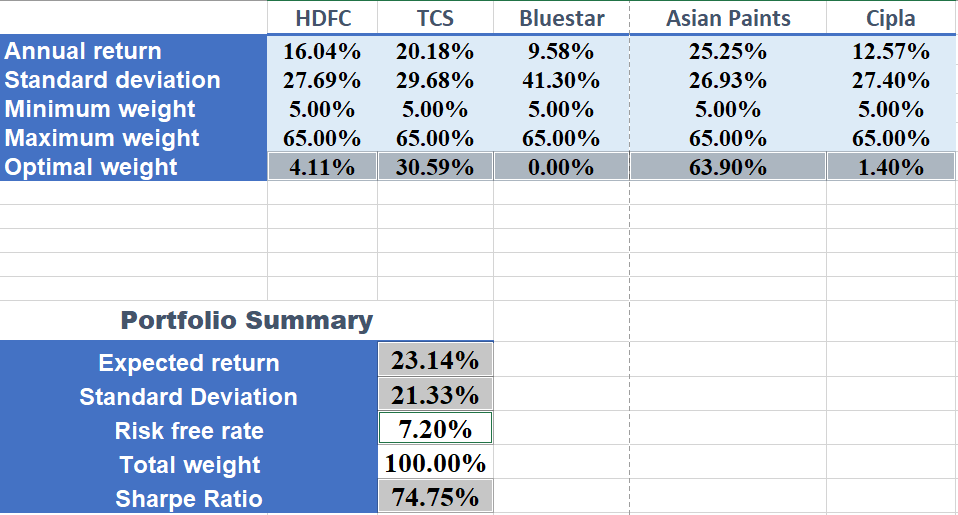 HDFC TCS Bluestar Asian Paints Cipla
Annual return 16.04% 20.18% 9.58% 25.25% 12.57%
Standard deviation 27.69% 29.68% 41.30% 26.93% 27.40%
Minimum weight 5.00% 5.00% 5.00% 5.00% 5.00%
Maximum weight 65.00% 65.00% 65.00% 65.00% 65.00%
Optimal weight 4.11% 30.59% 0.00% 63.90% 1.40%
Portfolio Summary
Expected return 23.14%
Standard Deviation 21.33%
Risk free rate 7.20%
Total weight 100.00%
Sharpe Ratio 74.75%